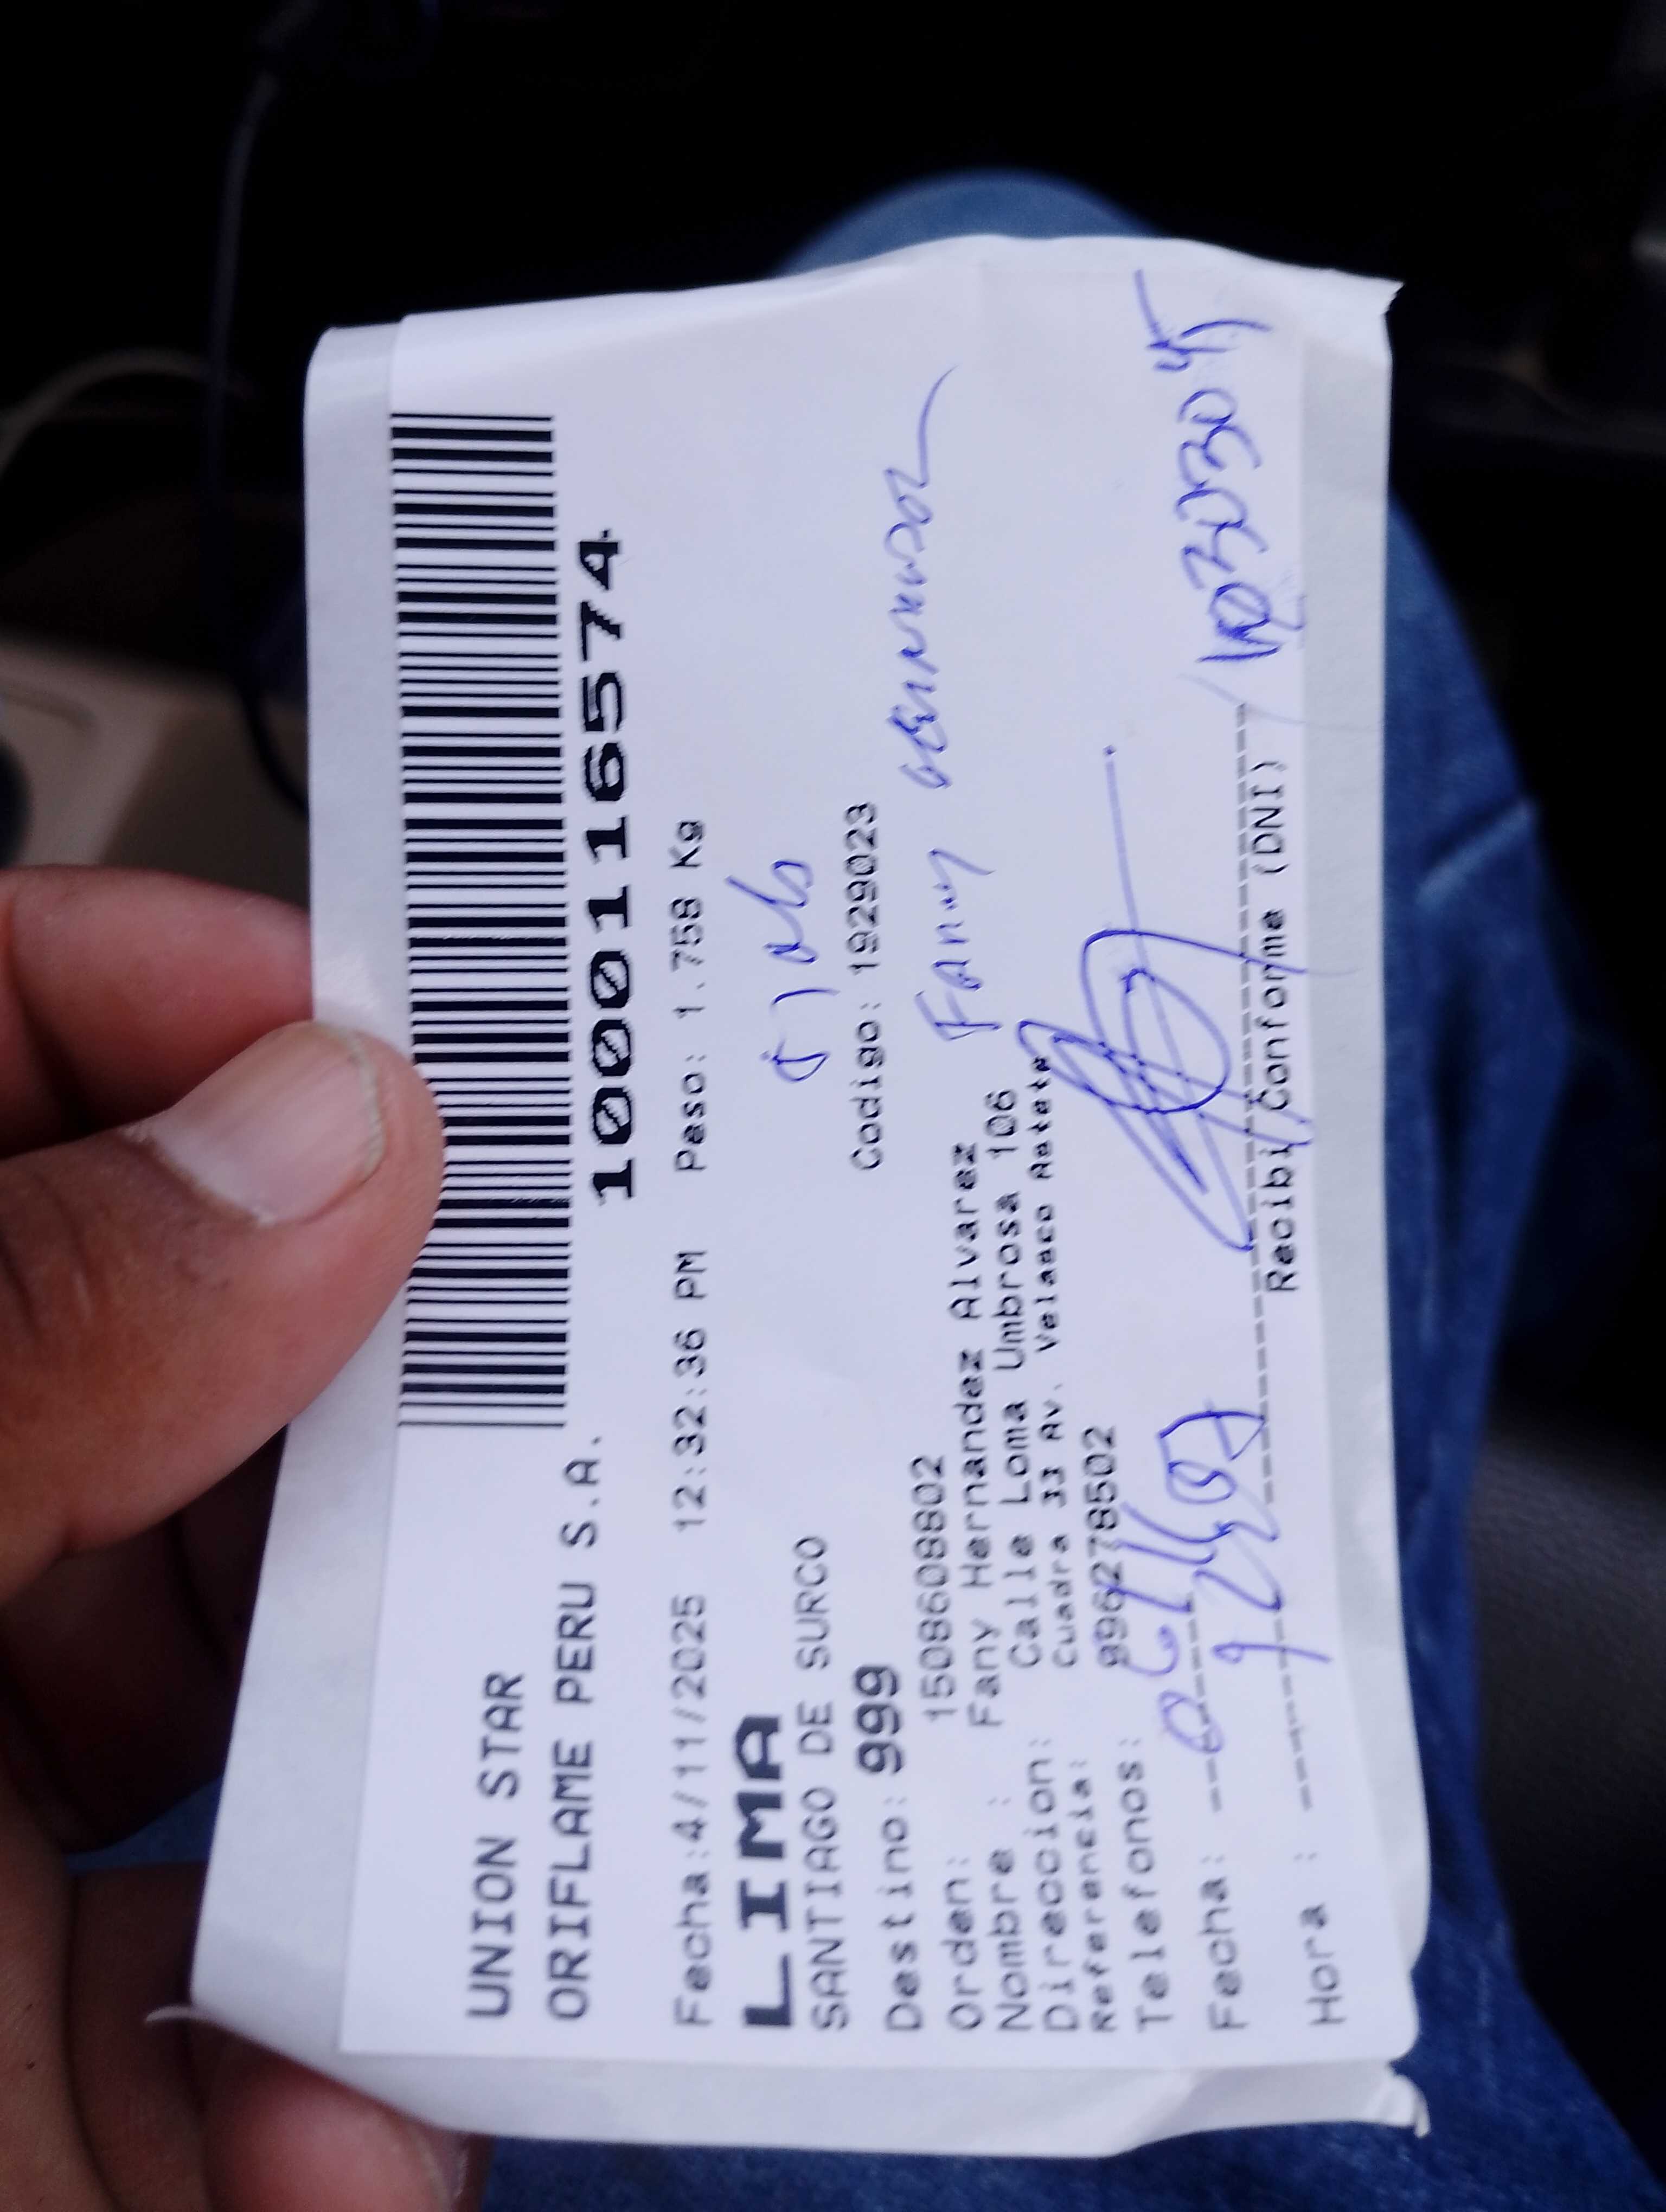 UNION STAR
ORIFLAME PERU S.A.
1000116574
Fecha:4/11/2025 12:32:36 PM Peso: 1.758 Kg
LIMA
SANTIAGO DE SURCO
Destino: 999 Codigo: 1929023
Orden: 1508608802
Nombre : Fany Hernandez Alvarez
Fany
Direccion: Calle Loma Umbrosa 106
Referencia: Cuadra 33 Av. Velasco Astete
Telefonos: 996278502
Fecha:
Hora :
Recibi Conforme (DNI)